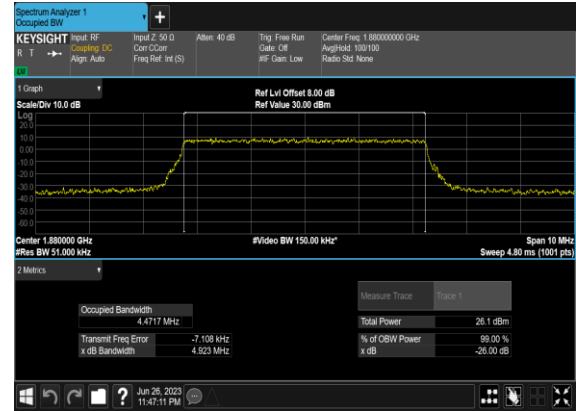 Spectrum Analyzer 1
Occupied BW
+
KEYSIGHT Input: RF Input Z: 50 Ω Atten: 40 dB Trig: Free Run Center Freq: 1.880000000 GHz
R T Coupling: DC Corr CCorr Gate: Off Avg|Hold: 100/100
Align: Auto Freq Ref: Int (S) #IF Gain: Low Radio Std: None
LV
1 Graph
Ref Lvl Offset 8.00 dB
Scale/Div 10.0 dB Ref Value 30.00 dBm
Log
20.0
10.0
0.00
-10.0
-20.0
-30.0
-40.0
-50.0
-60.0
Center 1.880000 GHz #Video BW 150.00 kHz* Span 10 MHz
#Res BW 51.000 kHz Sweep 4.80 ms (1001 pts)
2 Metrics
Measure Trace Trace 1
Occupied Bandwidth
4.4717 MHz
Total Power 26.1 dBm
Transmit Freq Error -7.108 kHz % of OBW Power 99.00 %
x dB Bandwidth 4.923 MHz x dB -26.00 dB
? Jun 26, 2023
11:47:11 PM